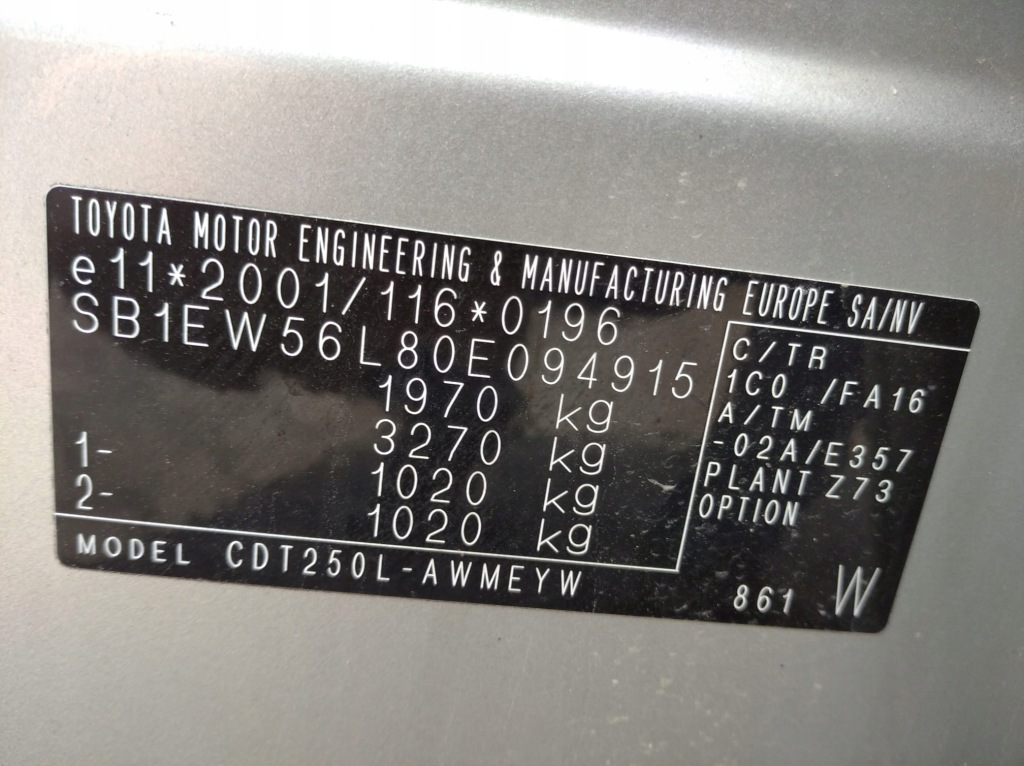 TOYOTA MOTOR ENGINEERING & MANUFACTURING EUROPE SA/NV
e11*2001/116*0196
SB1EW56L80E094915
1970 kg
3270 kg
1- 1020 kg
2- 1020 kg
C/TR
1C0 /FA16
A/TM
-02A/E357
PLANT Z73
OPTION
MODEL CDT250L-AWMEYW
861 W